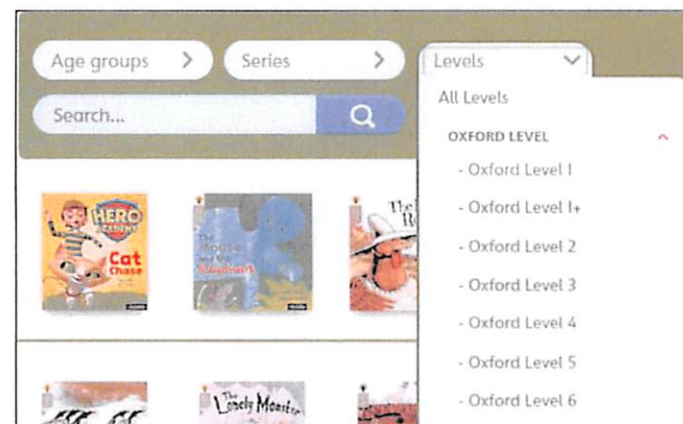 Age groups
Series
Levels
Search...
All Levels
OXFORD LEVEL
- Oxford Level 1
- Oxford Level 1+
- Oxford Level 2
- Oxford Level 3
- Oxford Level 4
- Oxford Level 5
- Oxford Level 6
HERO
ACADEMY
Cat
Chase
The
Mouse
and the
The
The
Lonely Monster